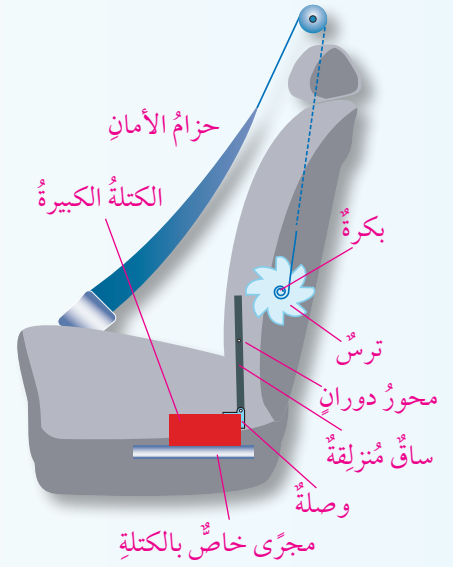 حزامُ الأمانِ
الكتلةُ الكبيرةُ
بكرةٌ
ترسٌ
محورُ دورانٍ
ساقٌ مُنزلِقةٌ
وصلةٌ
مجرًى خاصٌّ بالكتلةِ